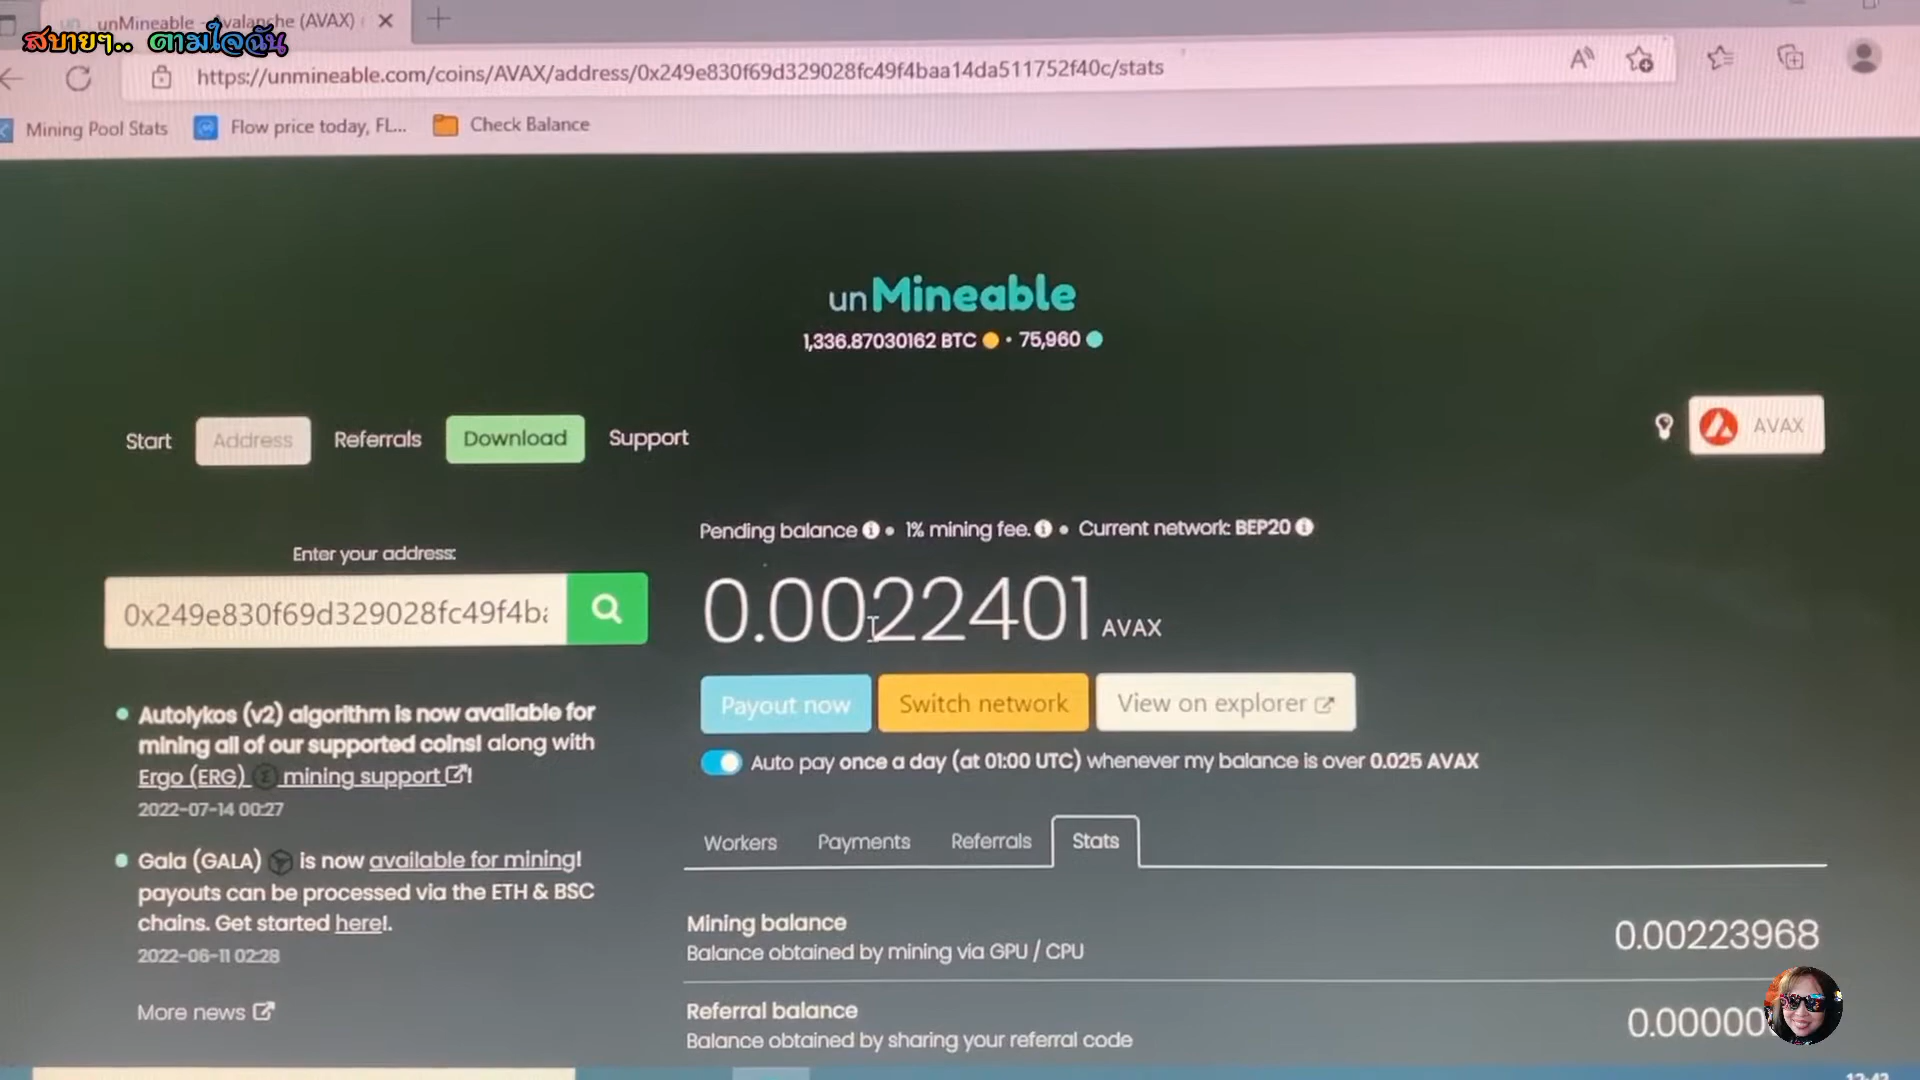 unMineable - Avalanche (AVAX)
สบายๆ.. ตามใจฉัน
https://unmineable.com/coins/AVAX/address/0x249e830f69d329028fc49f4baa14da511752f40c/stats
Mining Pool Stats
Flow price today, FL...
Check Balance
unMineable
1,336.87030162 BTC • 75,960
Start
Address
Referrals
Download
Support
AVAX
Pending balance • 1% mining fee. • Current network: BEP20
Enter your address:
0x249e830f69d329028fc49f4ba
0.0022401 AVAX
Payout now
Switch network
View on explorer
Auto pay once a day (at 01:00 UTC) whenever my balance is over 0.025 AVAX
Autolykos (v2) algorithm is now available for
mining all of our supported coins! along with
Ergo (ERG) mining support !
2022-07-14 00:27
Gala (GALA) is now available for mining!
payouts can be processed via the ETH & BSC
chains. Get started here!.
2022-06-11 02:28
More news
Workers
Payments
Referrals
Stats
Mining balance
0.00223968
Balance obtained by mining via GPU / CPU
Referral balance
0.00000
Balance obtained by sharing your referral code